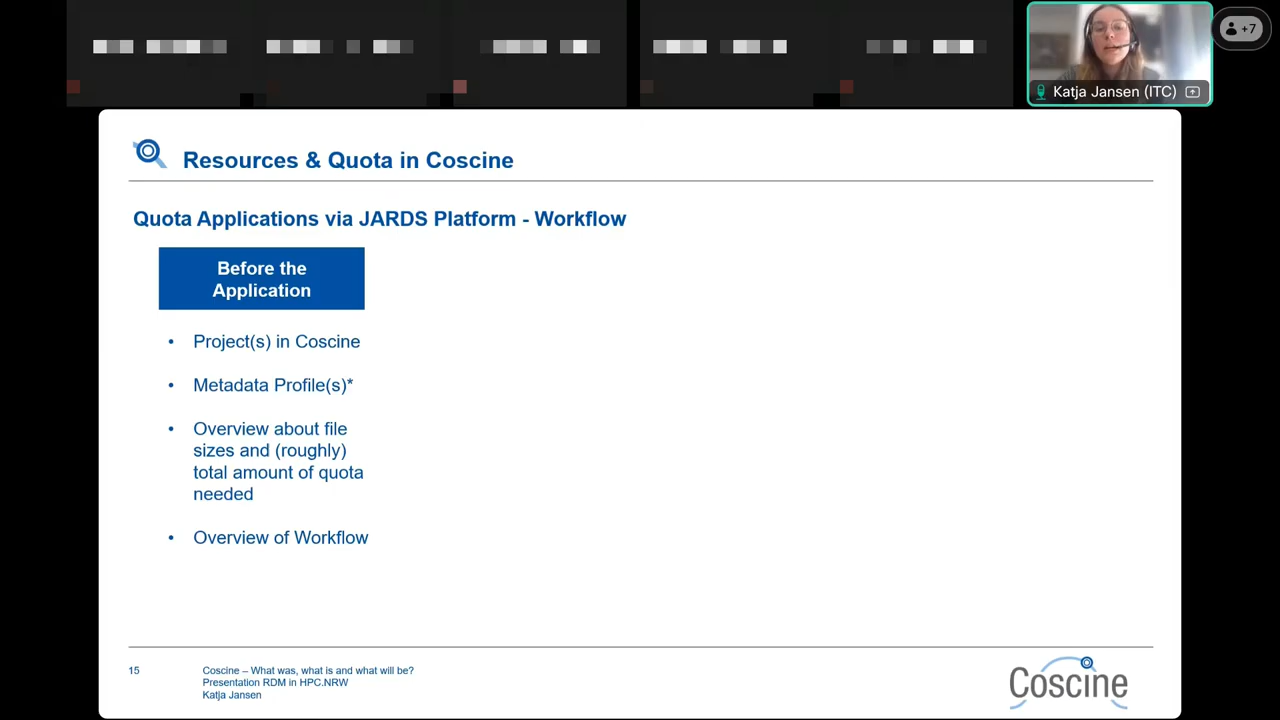 +7
Katja Jansen (ITC)
Resources & Quota in Coscine
Quota Applications via JARDS Platform - Workflow
Before the
Application
• Project(s) in Coscine
• Metadata Profile(s)*
• Overview about file
sizes and (roughly)
total amount of quota
needed
• Overview of Workflow
15
Coscine – What was, what is and what will be?
Presentation RDM in HPC.NRW
Katja Jansen
Coscine